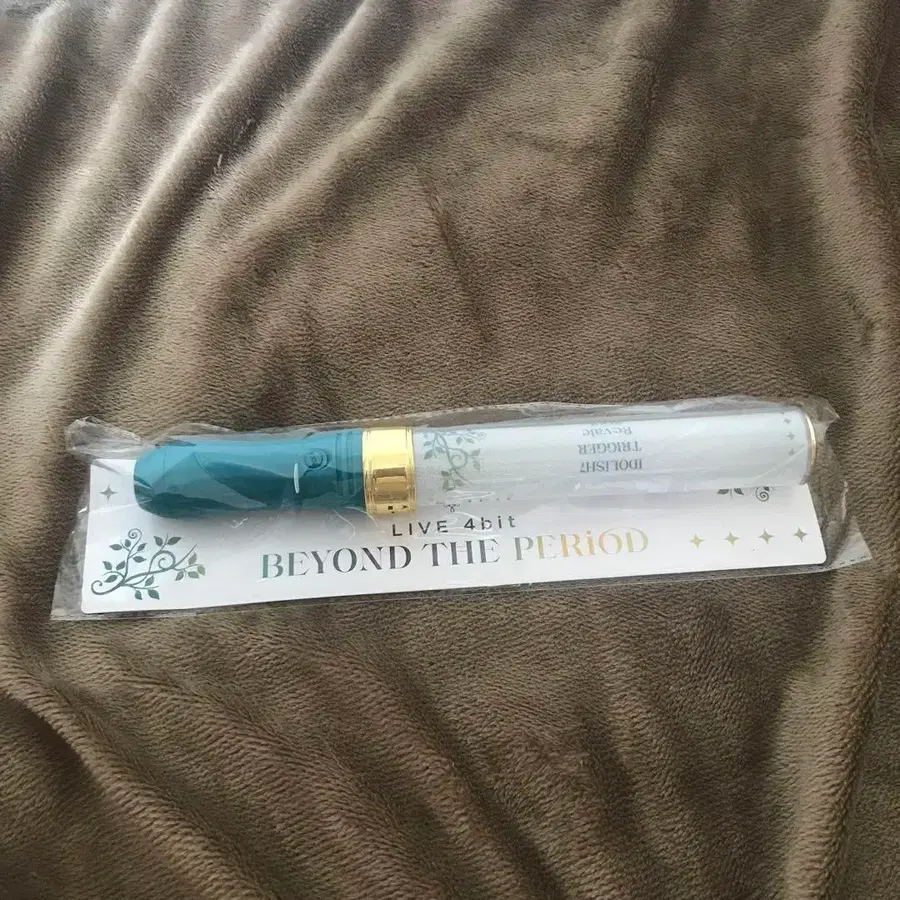 IDOLiSH7
TRIGGER
Re:vale
LIVE 4bit
BEYOND THE PERiOD